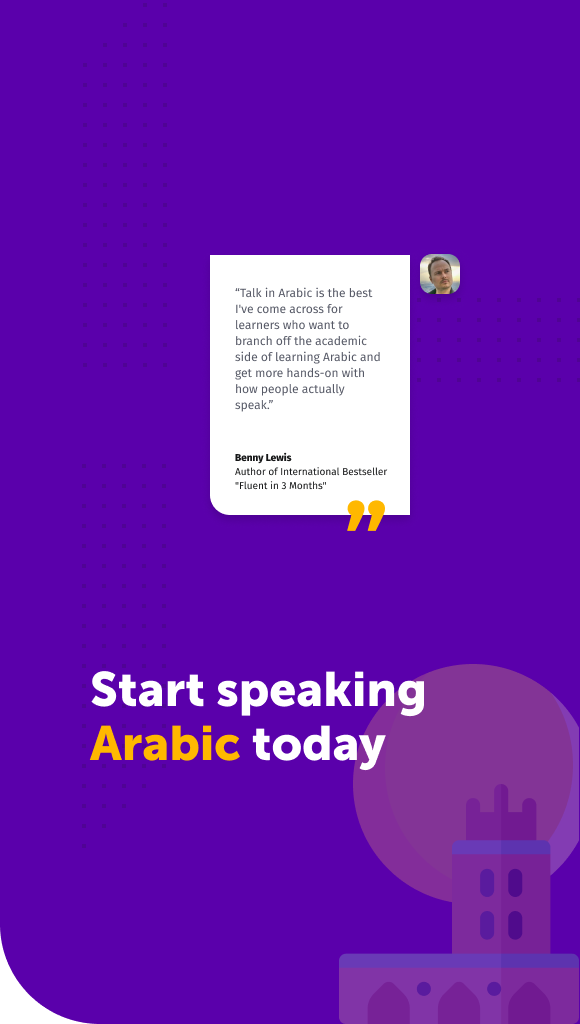 “Talk in Arabic is the best
I've come across for
learners who want to
branch off the academic
side of learning Arabic and
get more hands-on with
how people actually
speak.”
Benny Lewis
Author of International Bestseller
"Fluent in 3 Months"
”
Start speaking
Arabic today